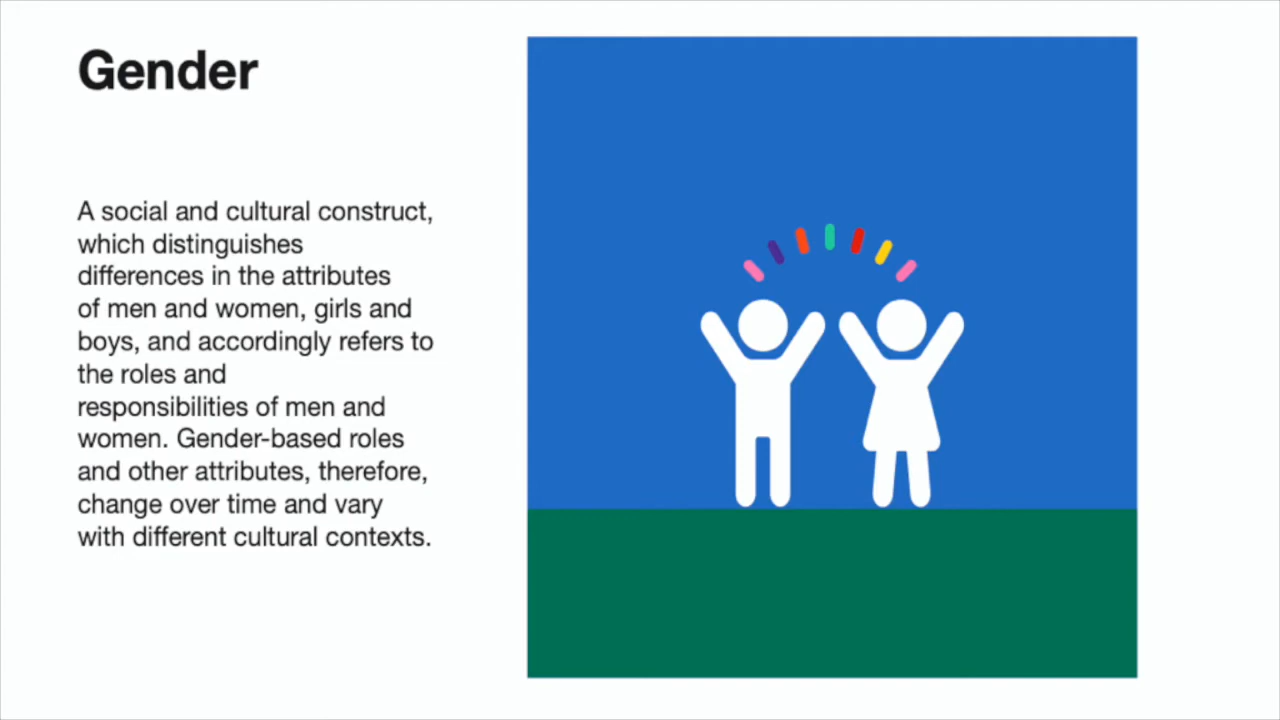 Gender
A social and cultural construct,
which distinguishes
differences in the attributes
of men and women, girls and
boys, and accordingly refers to
the roles and
responsibilities of men and
women. Gender-based roles
and other attributes, therefore,
change over time and vary
with different cultural contexts.